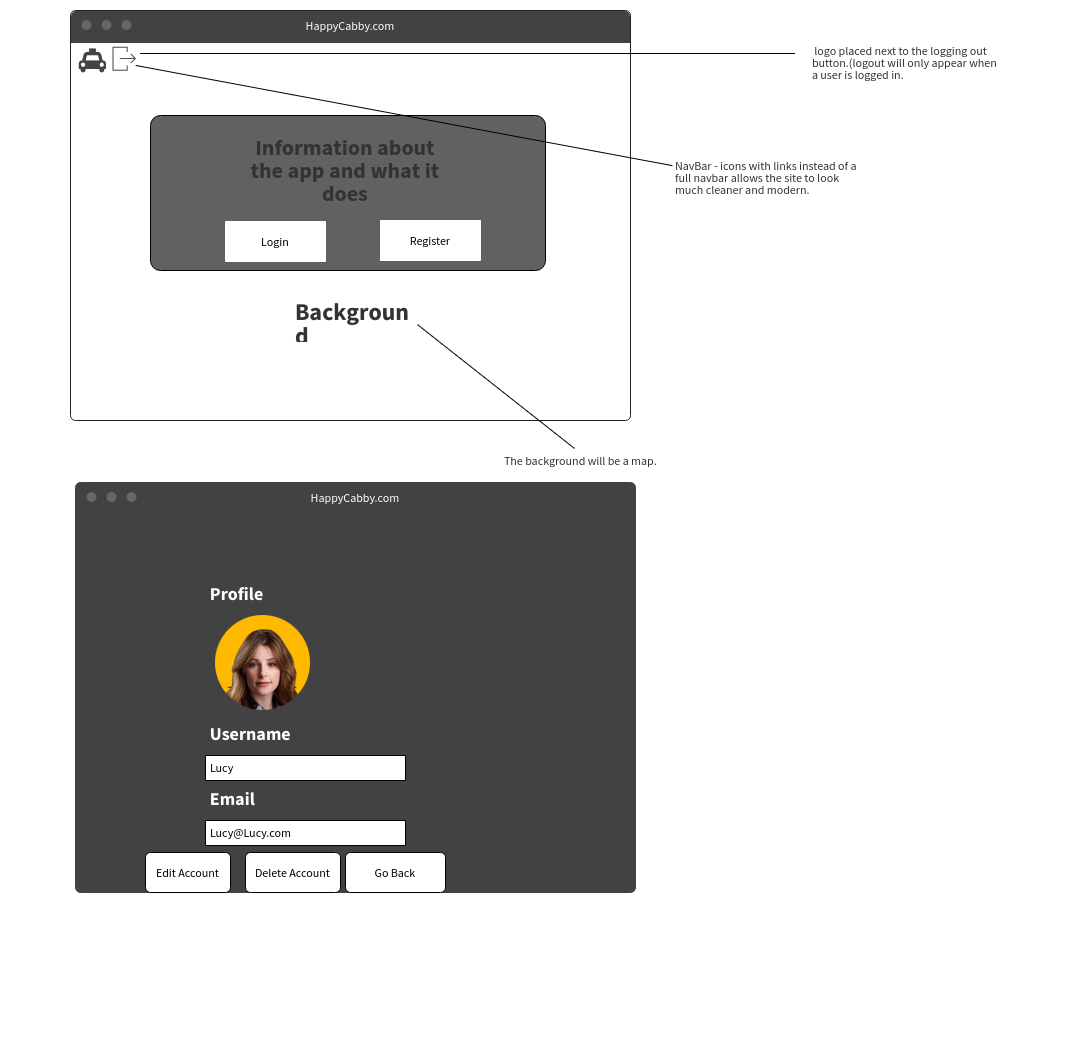 HappyCabby.com
logo placed next to the logging out
button.(logout will only appear when
a user is logged in.
Information about
the app and what it
does
NavBar - icons with links instead of a
full navbar allows the site to look
much cleaner and modern.
Login
Register
Backgroun
d
The background will be a map.
HappyCabby.com
Profile
Username
Lucy
Email
Lucy@Lucy.com
Edit Account
Delete Account
Go Back